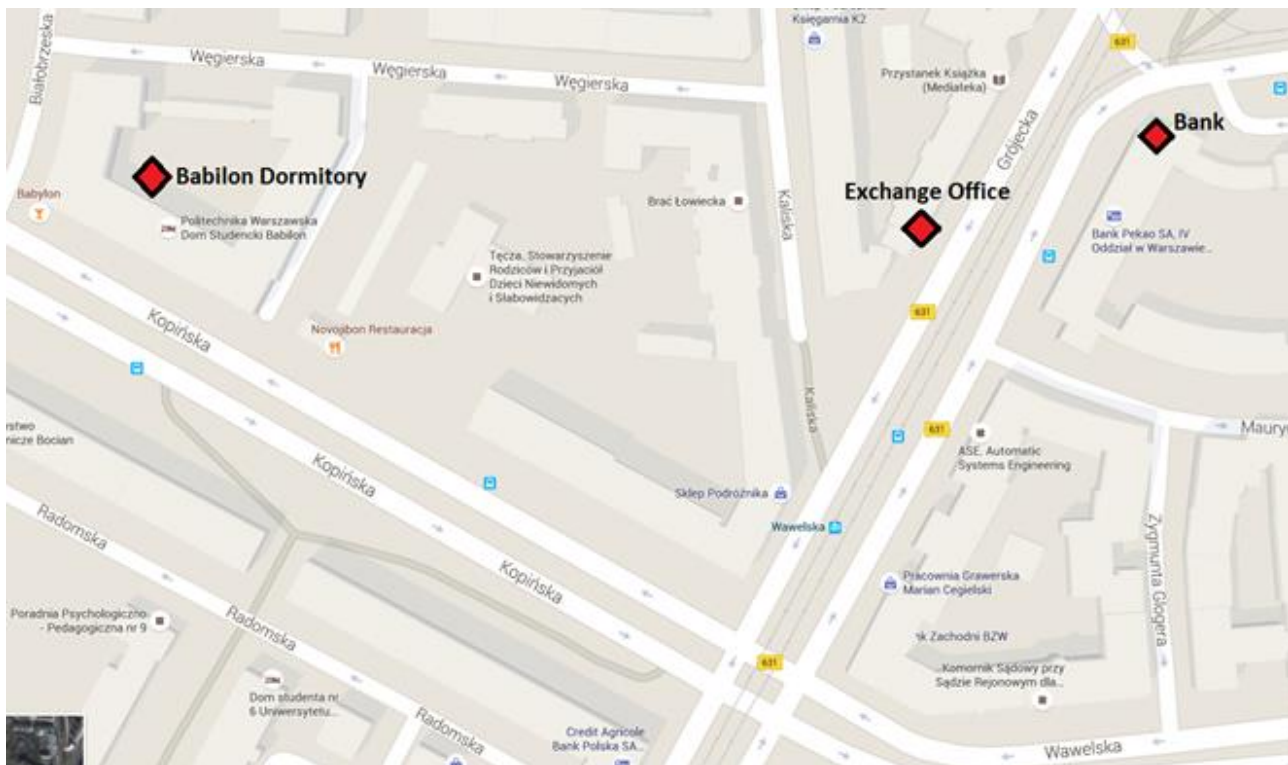 Księgarnia K2
631
Białobrzeska
Węgierska
Węgierska
Węgierska
Przystanek Książka
(Mediateka)
Grójecka
Bank
Babilon Dormitory
Exchange Office
Babylon
Politechnika Warszawska
Dom Studencki Babilon
Brać Łowiecka
Kaliska
Bank Pekao SA, IV
Oddział w Warszawie...
Tęcza, Stowarzyszenie
Rodziców i Przyjaciół
Dzieci Niewidomych
i Słabowidzących
Kopińska
Novojibon Restauracja
631
Kaliska
631
Maury
nicze Bocian
ASE, Automatic
Systems Engineering
Kopińska
Sklep Podróżnika
Radomska
Wawelska
Zygmunta Glogera
Kopińska
Pracownia Grawerska
Marian Cegielski
Poradnia Psychologiczno
- Pedagogiczna nr 9
Radomska
k Zachodni BZW
631
Komornik Sądowy przy
Sądzie Rejonowym dla...
Dom studenta nr
6 Uniwersytetu...
Radomska
Credit Agricole
Bank Polska SA...
Wawelska